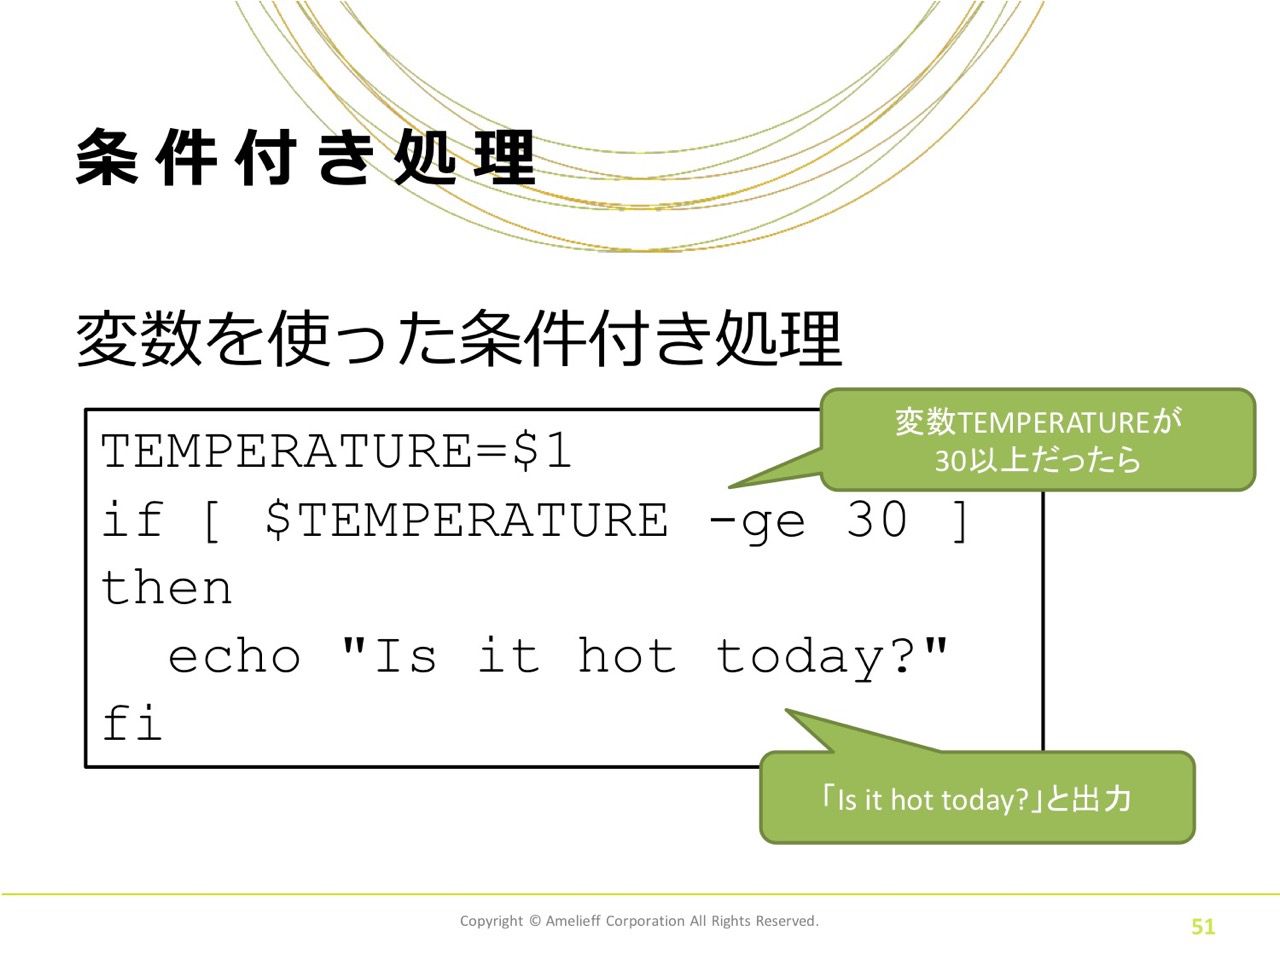 条件付き処理
変数を使った条件付き処理
変数TEMPERATUREが
30以上だったら
TEMPERATURE=$1
if [ $TEMPERATURE -ge 30 ]
then
  echo "Is it hot today?"
fi
「Is it hot today?」と出力
Copyright © Amelieff Corporation All Rights Reserved.
51